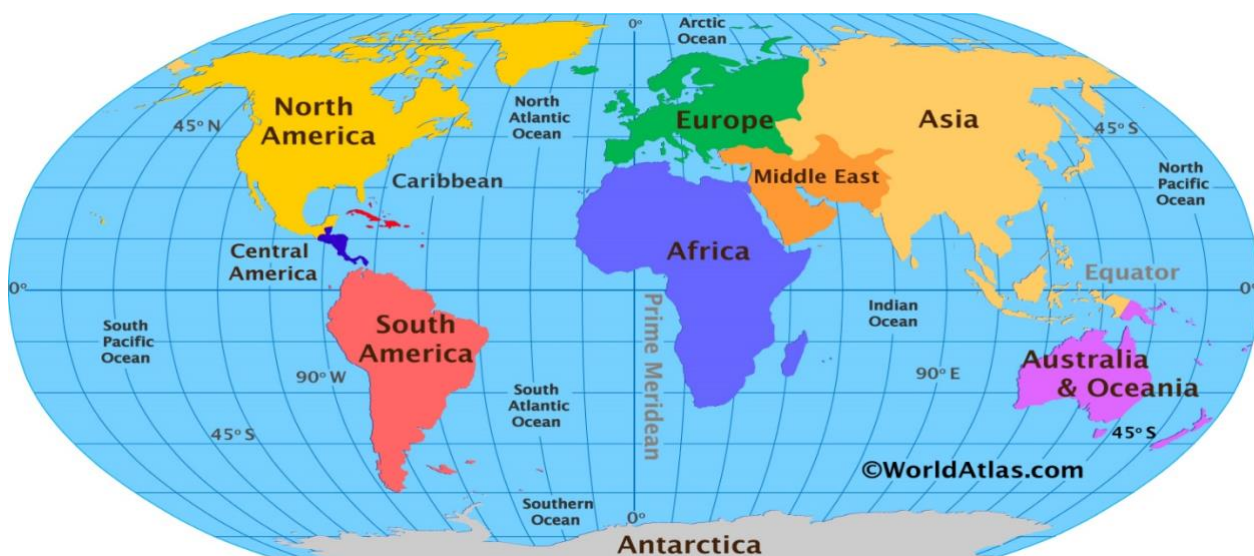 0°
Arctic
Ocean
North
America
45° N
North
Atlantic
Ocean
Europe
Asia
45° S
North
Pacific
Ocean
Caribbean
Middle East
Central
America
Africa
Equator
0°
0°
South
Pacific
Ocean
South
America
90° W
Prime Meridean
Indian
Ocean
90° E
Australia
& Oceania
South
Atlantic
Ocean
45° S
45° S
©WorldAtlas.com
Southern
Ocean
0°
Antarctica